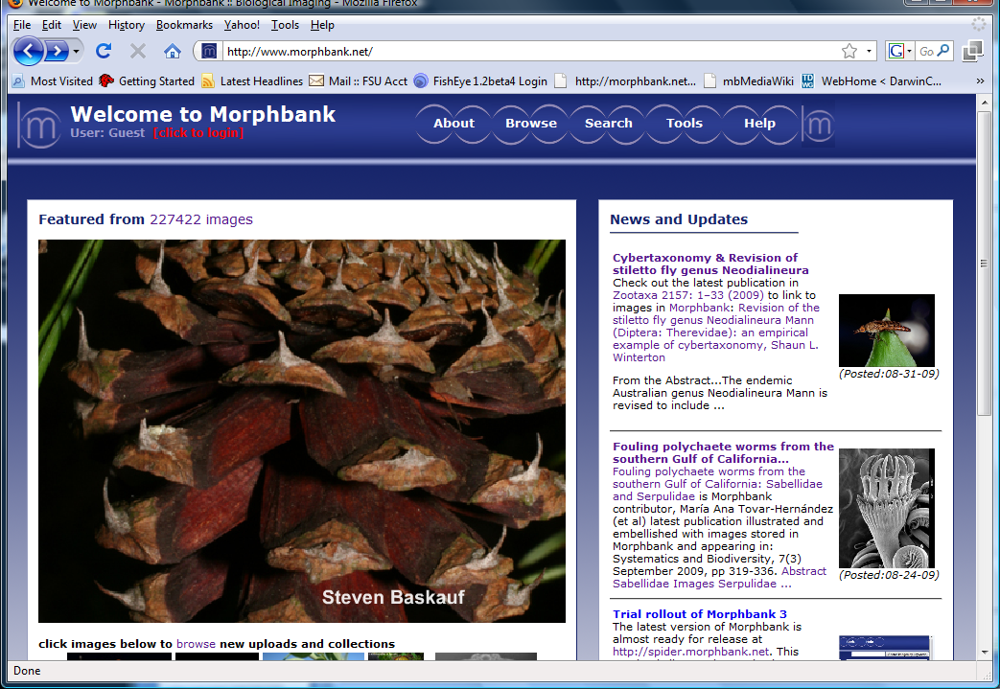 Welcome to Morphbank - Morphbank :: Biological Imaging - Mozilla Firefox
File Edit View History Bookmarks Yahoo! Tools Help
http://www.morphbank.net/
G Go
Most Visited Getting Started Latest Headlines Mail :: FSU Acct FishEye 1.2beta4 Login http://morphbank.net... mbMediaWiki TDWG WebHome < DarwinC... »
m Welcome to Morphbank
User: Guest [click to login]
About Browse Search Tools Help m
Featured from 227422 images
Steven Baskauf
click images below to browse new uploads and collections
News and Updates
Cybertaxonomy & Revision of
stiletto fly genus Neodialineura
Check out the latest publication in
Zootaxa 2157: 1–33 (2009) to link to
images in Morphbank: Revision of the
stiletto fly genus Neodialineura Mann
(Diptera: Therevidae): an empirical
example of cybertaxonomy, Shaun L.
Winterton
(Posted:08-31-09)
From the Abstract...The endemic
Australian genus Neodialineura Mann is
revised to include ...
Fouling polychaete worms from the
southern Gulf of California...
Fouling polychaete worms from the
southern Gulf of California: Sabellidae
and Serpulidae is Morphbank
contributor, María Ana Tovar-Hernández
(et al) latest publication illustrated and
embellished with images stored in
Morphbank and appearing in:
Systematics and Biodiversity, 7(3)
September 2009, pp 319-336. Abstract
Sabellidae Images Serpulidae ...
(Posted:08-24-09)
Trial rollout of Morphbank 3
The latest version of Morphbank is
almost ready for release at
http://spider.morphbank.net. This
Done